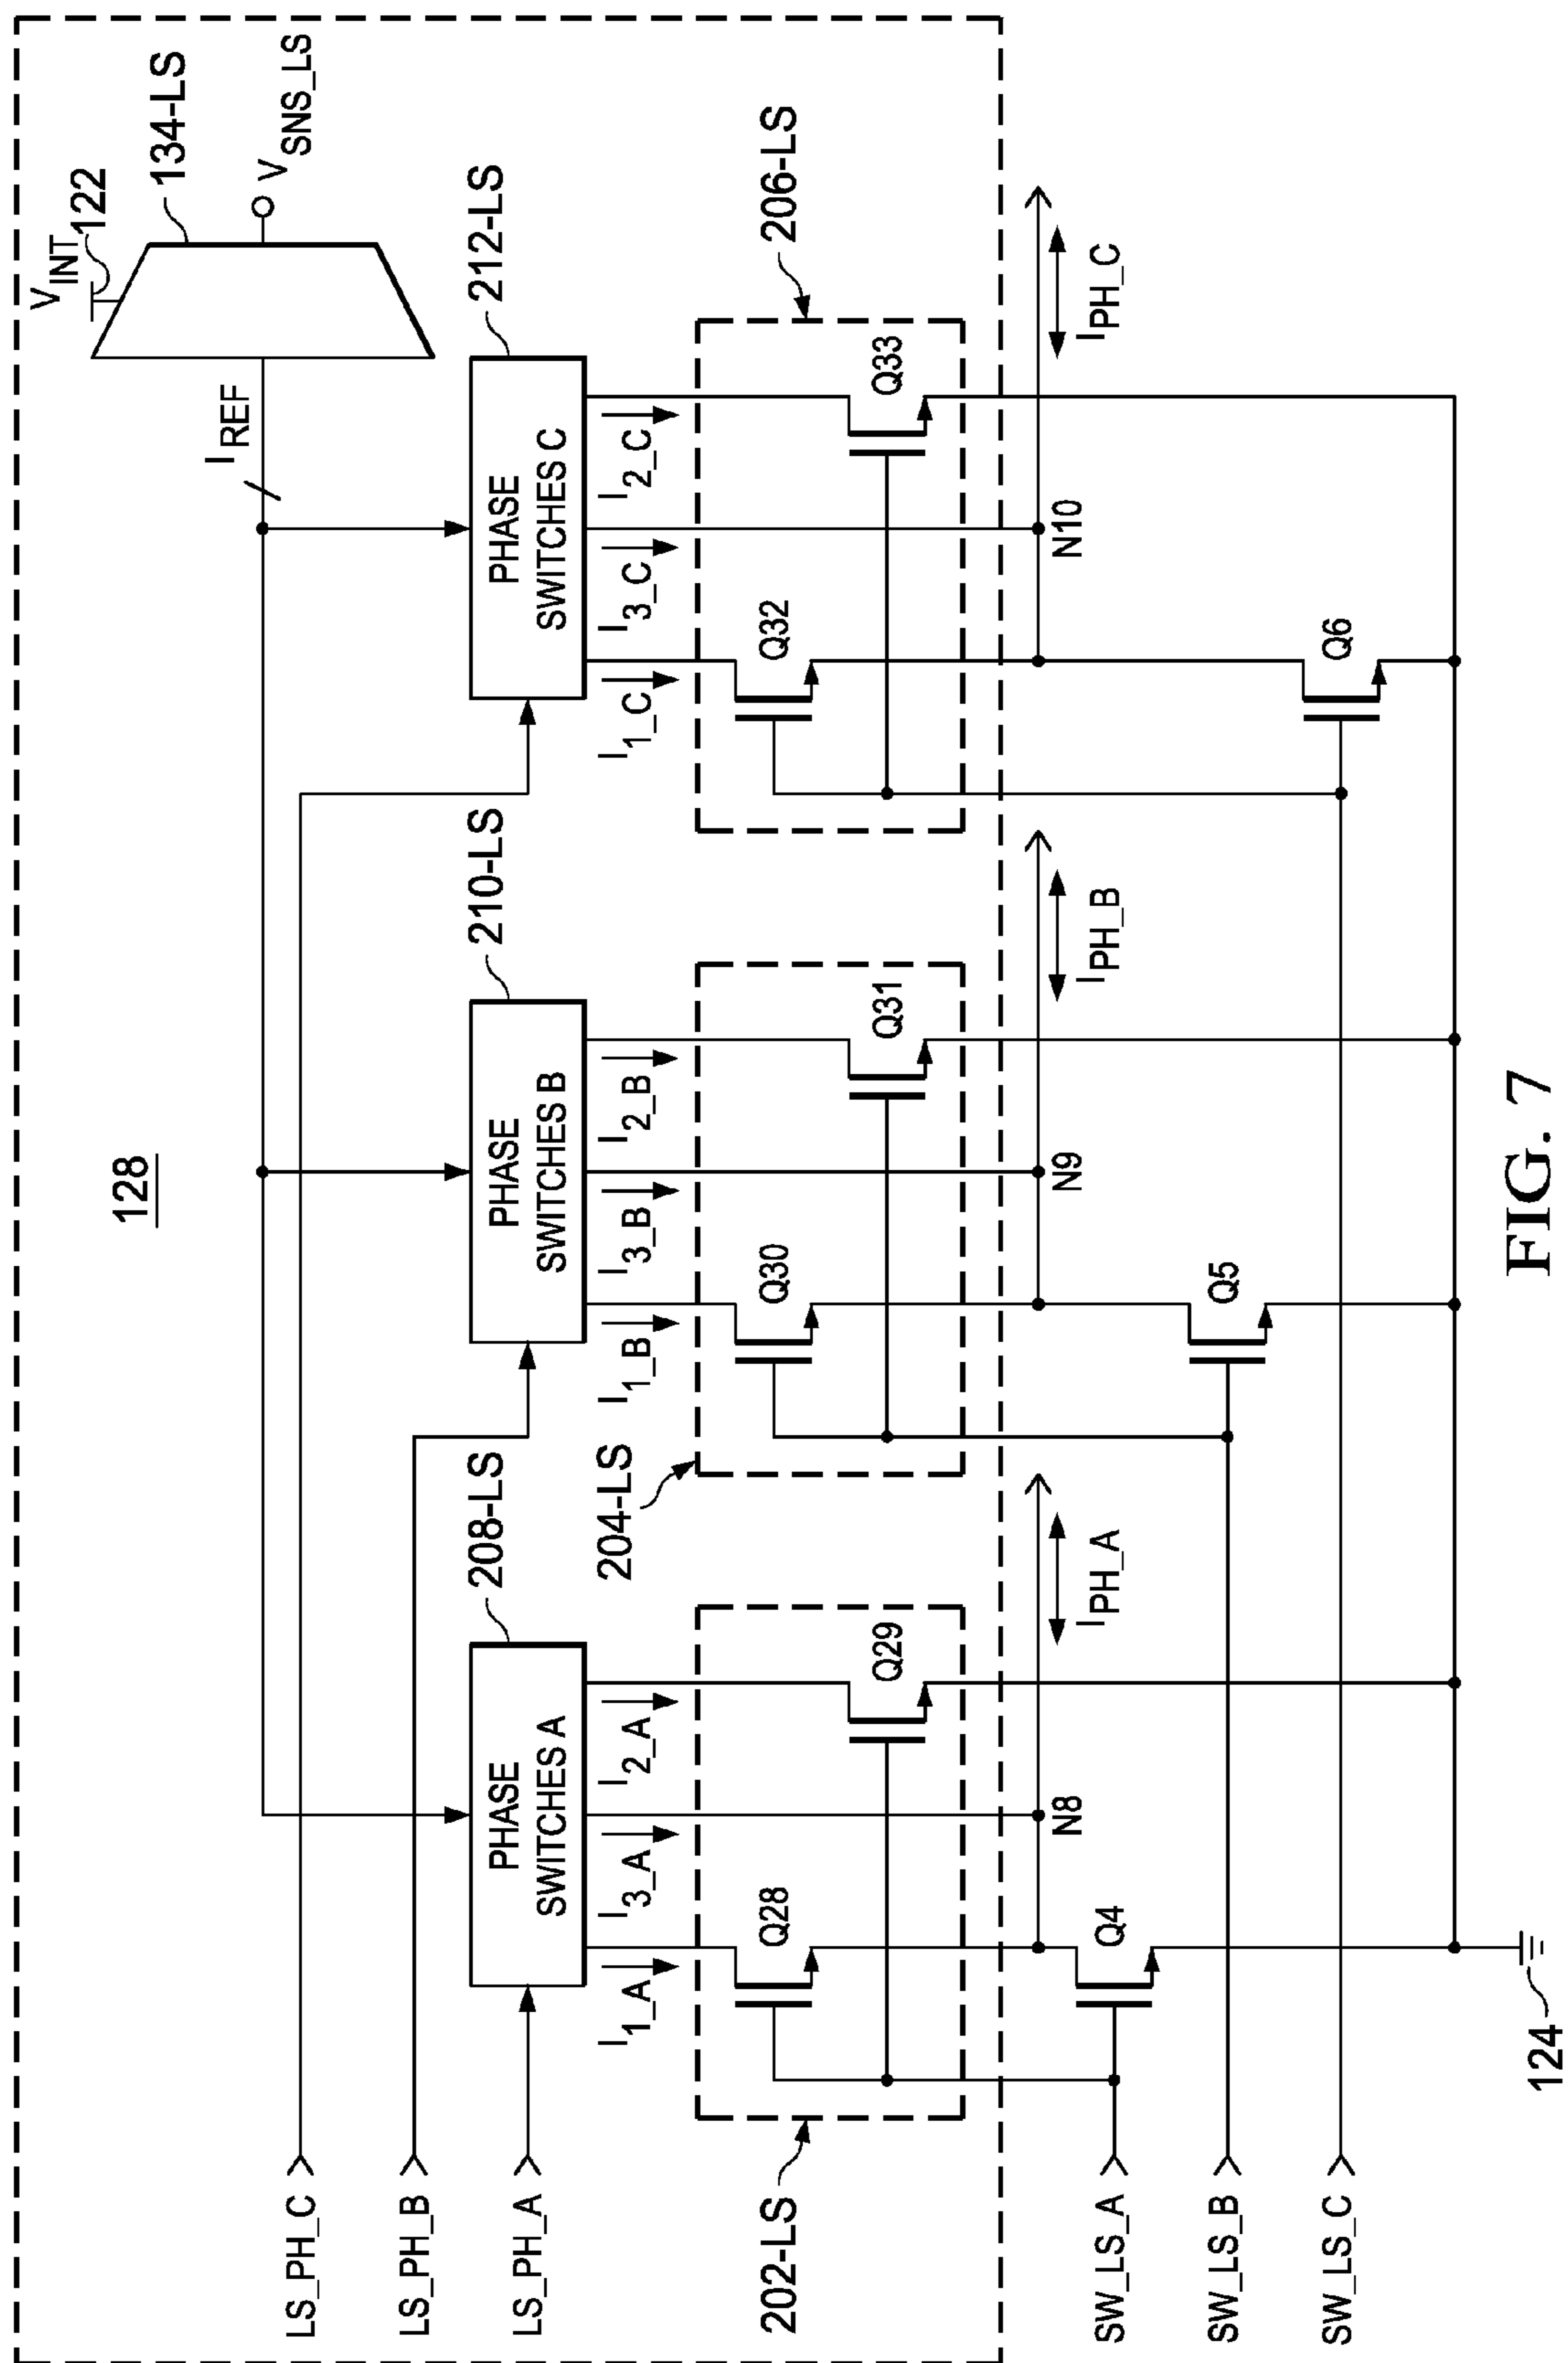 128
V_INT
122
134-LS
V_SNS_LS
I_REF
LS_PH_C
LS_PH_B
LS_PH_A
208-LS
210-LS
212-LS
PHASE
SWITCHES A
PHASE
SWITCHES B
PHASE
SWITCHES C
I_1_A
I_3_A
I_2_A
I_1_B
I_3_B
I_2_B
I_1_C
I_3_C
I_2_C
202-LS
204-LS
206-LS
Q28
Q29
Q30
Q31
Q32
Q33
N8
N9
N10
I_PH_A
I_PH_B
I_PH_C
SW_LS_A
SW_LS_B
SW_LS_C
Q4
Q5
Q6
124
FIG. 7